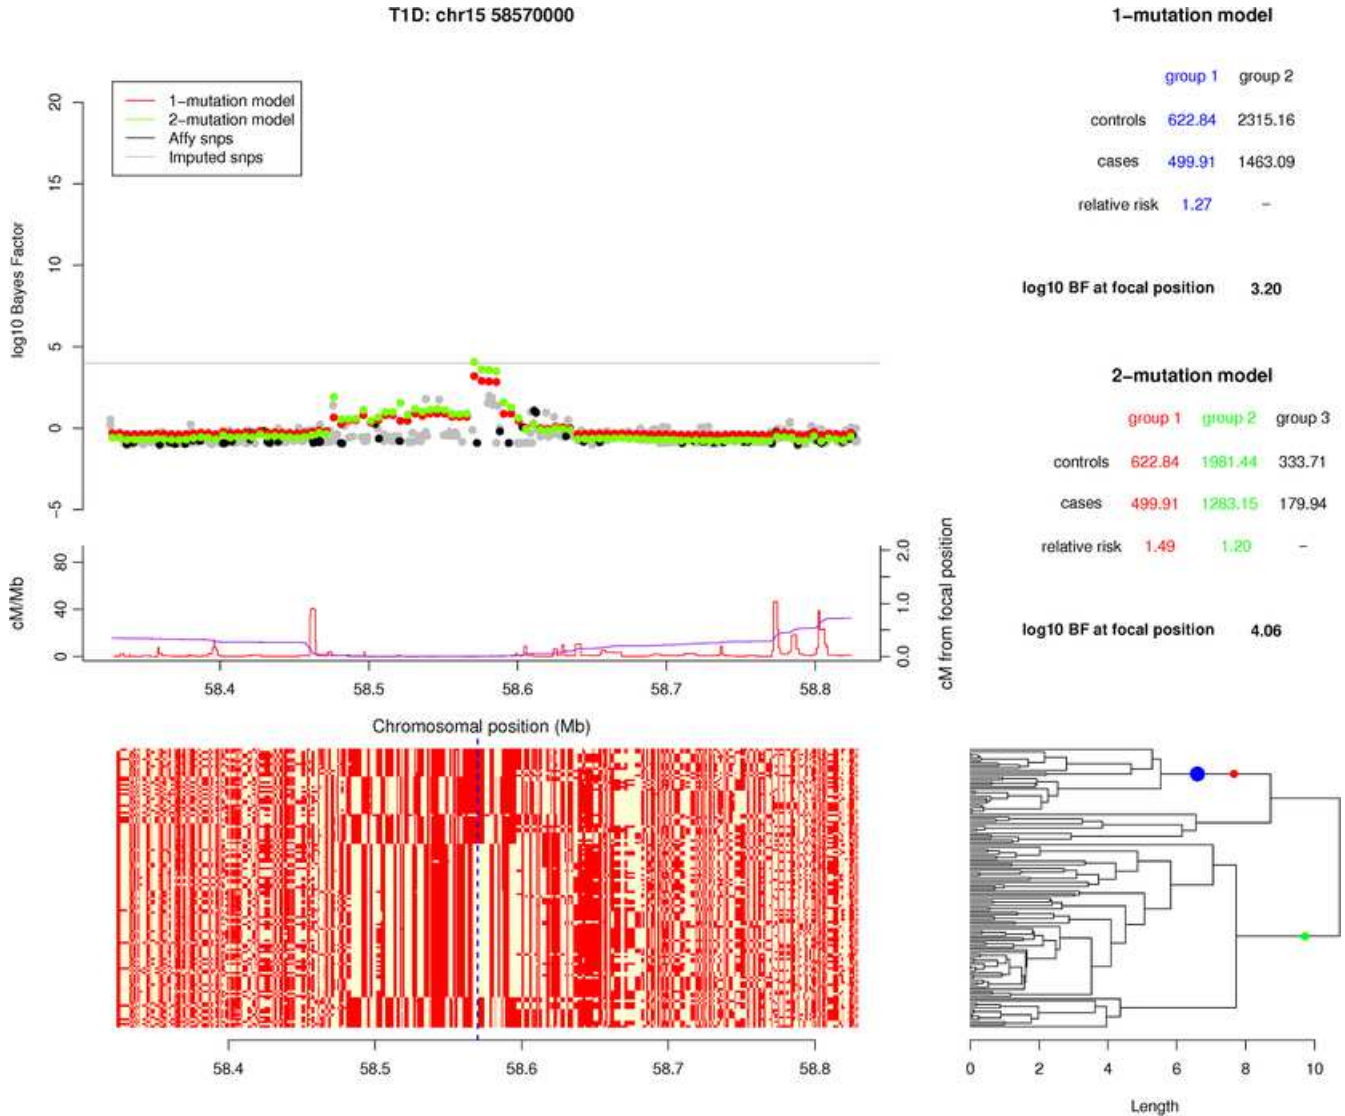 T1D: chr15 58570000
1−mutation model
2−mutation model
Affy snps
Imputed snps
log10 Bayes Factor
20
15
10
5
0
−5
cM/Mb
80
40
0
2.0
1.0
0.0
cM from focal position
58.4 58.5 58.6 58.7 58.8
Chromosomal position (Mb)
58.4 58.5 58.6 58.7 58.8
1−mutation model
group 1 group 2
controls 622.84 2315.16
cases 499.91 1463.09
relative risk 1.27 −
log10 BF at focal position 3.20
2−mutation model
group 1 group 2 group 3
controls 622.84 1981.44 333.71
cases 499.91 1283.15 179.94
relative risk 1.49 1.20 −
log10 BF at focal position 4.06
0 2 4 6 8 10
Length